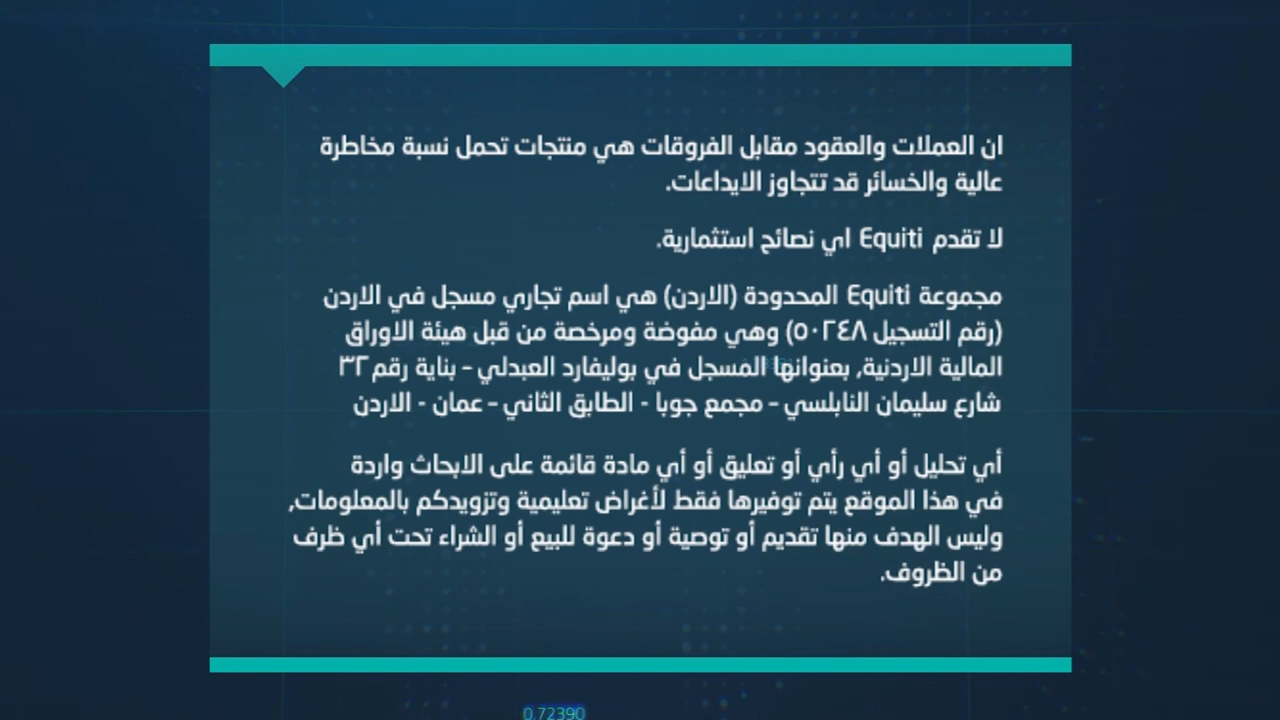 ان العملات والعقود مقابل الفروقات هي منتجات تحمل نسبة مخاطرة
عالية والخسائر قد تتجاوز الايداعات.
لا تقدم Equiti اي نصائح استثمارية.
مجموعة Equiti المحدودة (الاردن) هي اسم تجاري مسجل في الاردن
(رقم التسجيل ٥٠٢٤٨) وهي مفوضة ومرخصة من قبل هيئة الاوراق
المالية الاردنية, بعنوانها المسجل في بوليفارد العبدلي – بناية رقم ٣٢
شارع سليمان النابلسي – مجمع جوبا - الطابق الثاني – عمان - الاردن
أي تحليل أو أي رأي أو تعليق أو أي مادة قائمة على الابحاث واردة
في هذا الموقع يتم توفيرها فقط لأغراض تعليمية وتزويدكم بالمعلومات,
وليس الهدف منها تقديم أو توصية أو دعوة للبيع أو الشراء تحت أي ظرف
من الظروف.
0.72390